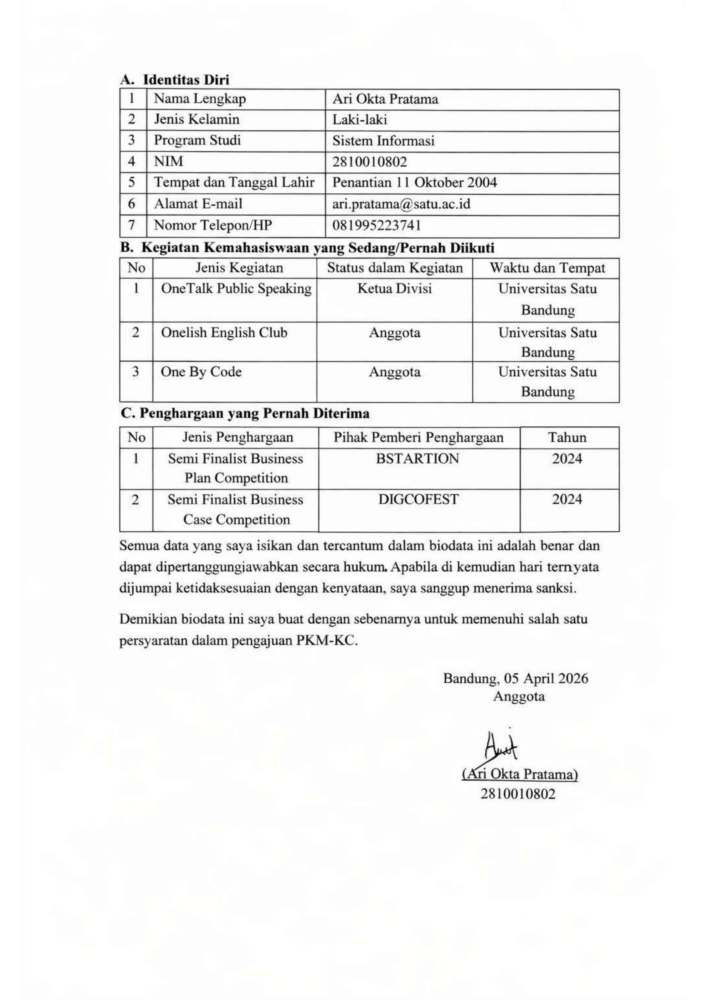 A. Identitas Diri
1 Nama Lengkap Ari Okta Pratama
2 Jenis Kelamin Laki-laki
3 Program Studi Sistem Informasi
4 NIM 2810010802
5 Tempat dan Tanggal Lahir Penantian 11 Oktober 2004
6 Alamat E-mail ari.pratama@satu.ac.id
7 Nomor Telepon/HP 081995223741
B. Kegiatan Kemahasiswaan yang Sedang/Pernah Diikuti
No Jenis Kegiatan Status dalam Kegiatan Waktu dan Tempat
1 OneTalk Public Speaking Ketua Divisi Universitas Satu
Bandung
2 Onelish English Club Anggota Universitas Satu
Bandung
3 One By Code Anggota Universitas Satu
Bandung
C. Penghargaan yang Pernah Diterima
No Jenis Penghargaan Pihak Pemberi Penghargaan Tahun
1 Semi Finalist Business BSTARTION 2024
Plan Competition
2 Semi Finalist Business DIGCOFEST 2024
Case Competition
Semua data yang saya isikan dan tercantum dalam biodata ini adalah benar dan
dapat dipertanggungjawabkan secara hukum. Apabila di kemudian hari ternyata
dijumpai ketidaksesuaian dengan kenyataan, saya sanggup menerima sanksi.
Demikian biodata ini saya buat dengan sebenarnya untuk memenuhi salah satu
persyaratan dalam pengajuan PKM-KC.
Bandung, 05 April 2026
Anggota
(Ari Okta Pratama)
2810010802